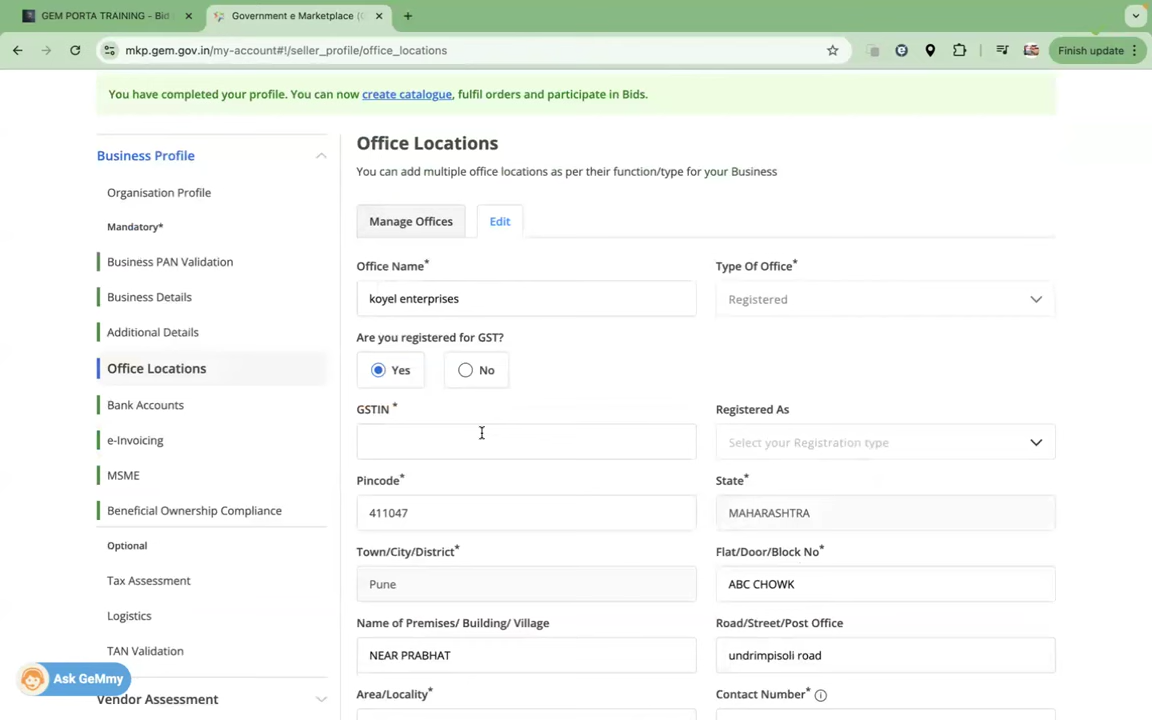 GEM PORTA TRAINING - Bid
Government e Marketplace (G
mkp.gem.gov.in/my-account#!/seller_profile/office_locations
Finish update
You have completed your profile. You can now create catalogue, fulfil orders and participate in Bids.
Business Profile
Organisation Profile
Mandatory*
Business PAN Validation
Business Details
Additional Details
Office Locations
Bank Accounts
e-Invoicing
MSME
Beneficial Ownership Compliance
Optional
Tax Assessment
Logistics
TAN Validation
Ask GeMmy
Vendor Assessment
Office Locations
You can add multiple office locations as per their function/type for your Business
Manage Offices
Edit
Office Name*
Type Of Office*
koyel enterprises
Registered
Are you registered for GST?
Yes
No
GSTIN *
Registered As
Select your Registration type
Pincode*
State*
411047
MAHARASHTRA
Town/City/District*
Flat/Door/Block No*
Pune
ABC CHOWK
Name of Premises/ Building/ Village
Road/Street/Post Office
NEAR PRABHAT
undrimpisoli road
Area/Locality*
Contact Number*